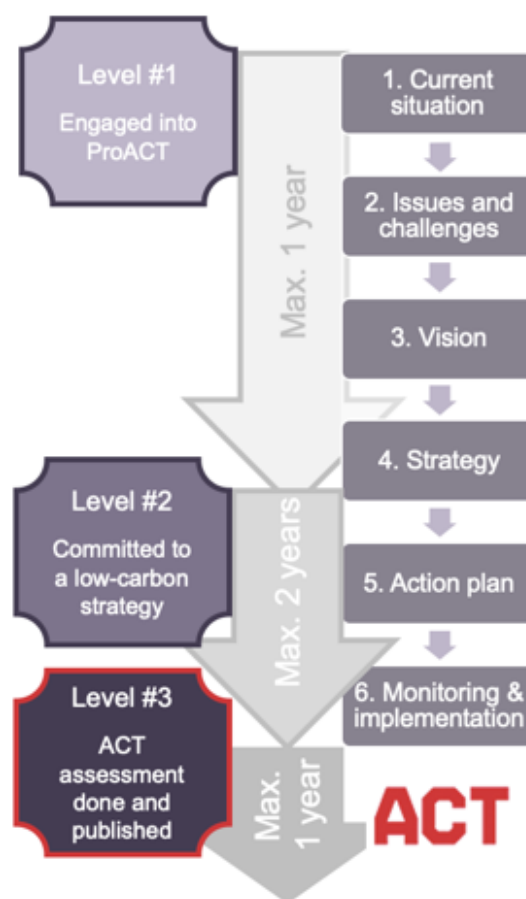 Level #1
Engaged into
ProACT
Max. 1 year
1. Current
situation
2. Issues and
challenges
3. Vision
4. Strategy
Level #2
Committed to
a low-carbon
strategy
Max. 2 years
5. Action plan
6. Monitoring &
implementation
Level #3
ACT
assessment
done and
published
Max.
1 year
ACT